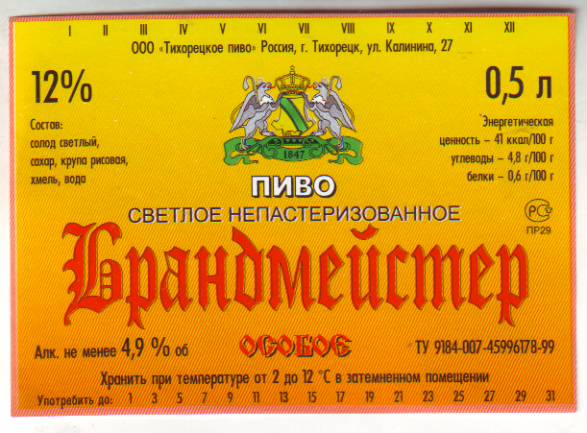 I II III IV V VI VII VIII IX X XI XII
ООО «Тихорецкое пиво» Россия, г. Тихорецк, ул. Калинина, 27
12%
0,5 л
Состав:
солод светлый,
сахар, крупа рисовая,
хмель, вода
Энергетическая
ценность – 41 ккал/100 г
углеводы – 4,8 г/100 г
белки – 0,6 г/100 г
1847
ПИВО
СВЕТЛОЕ НЕПАСТЕРИЗОВАННОЕ
РС
ПР29
Брандмейстер
Алк. не менее 4,9 % об
ОСОБОЕ
ТУ 9184-007-45996178-99
Хранить при температуре от 2 до 12 °С в затемненном помещении
Употребить до: 1 3 5 7 9 11 13 15 17 19 21 23 25 27 29 31